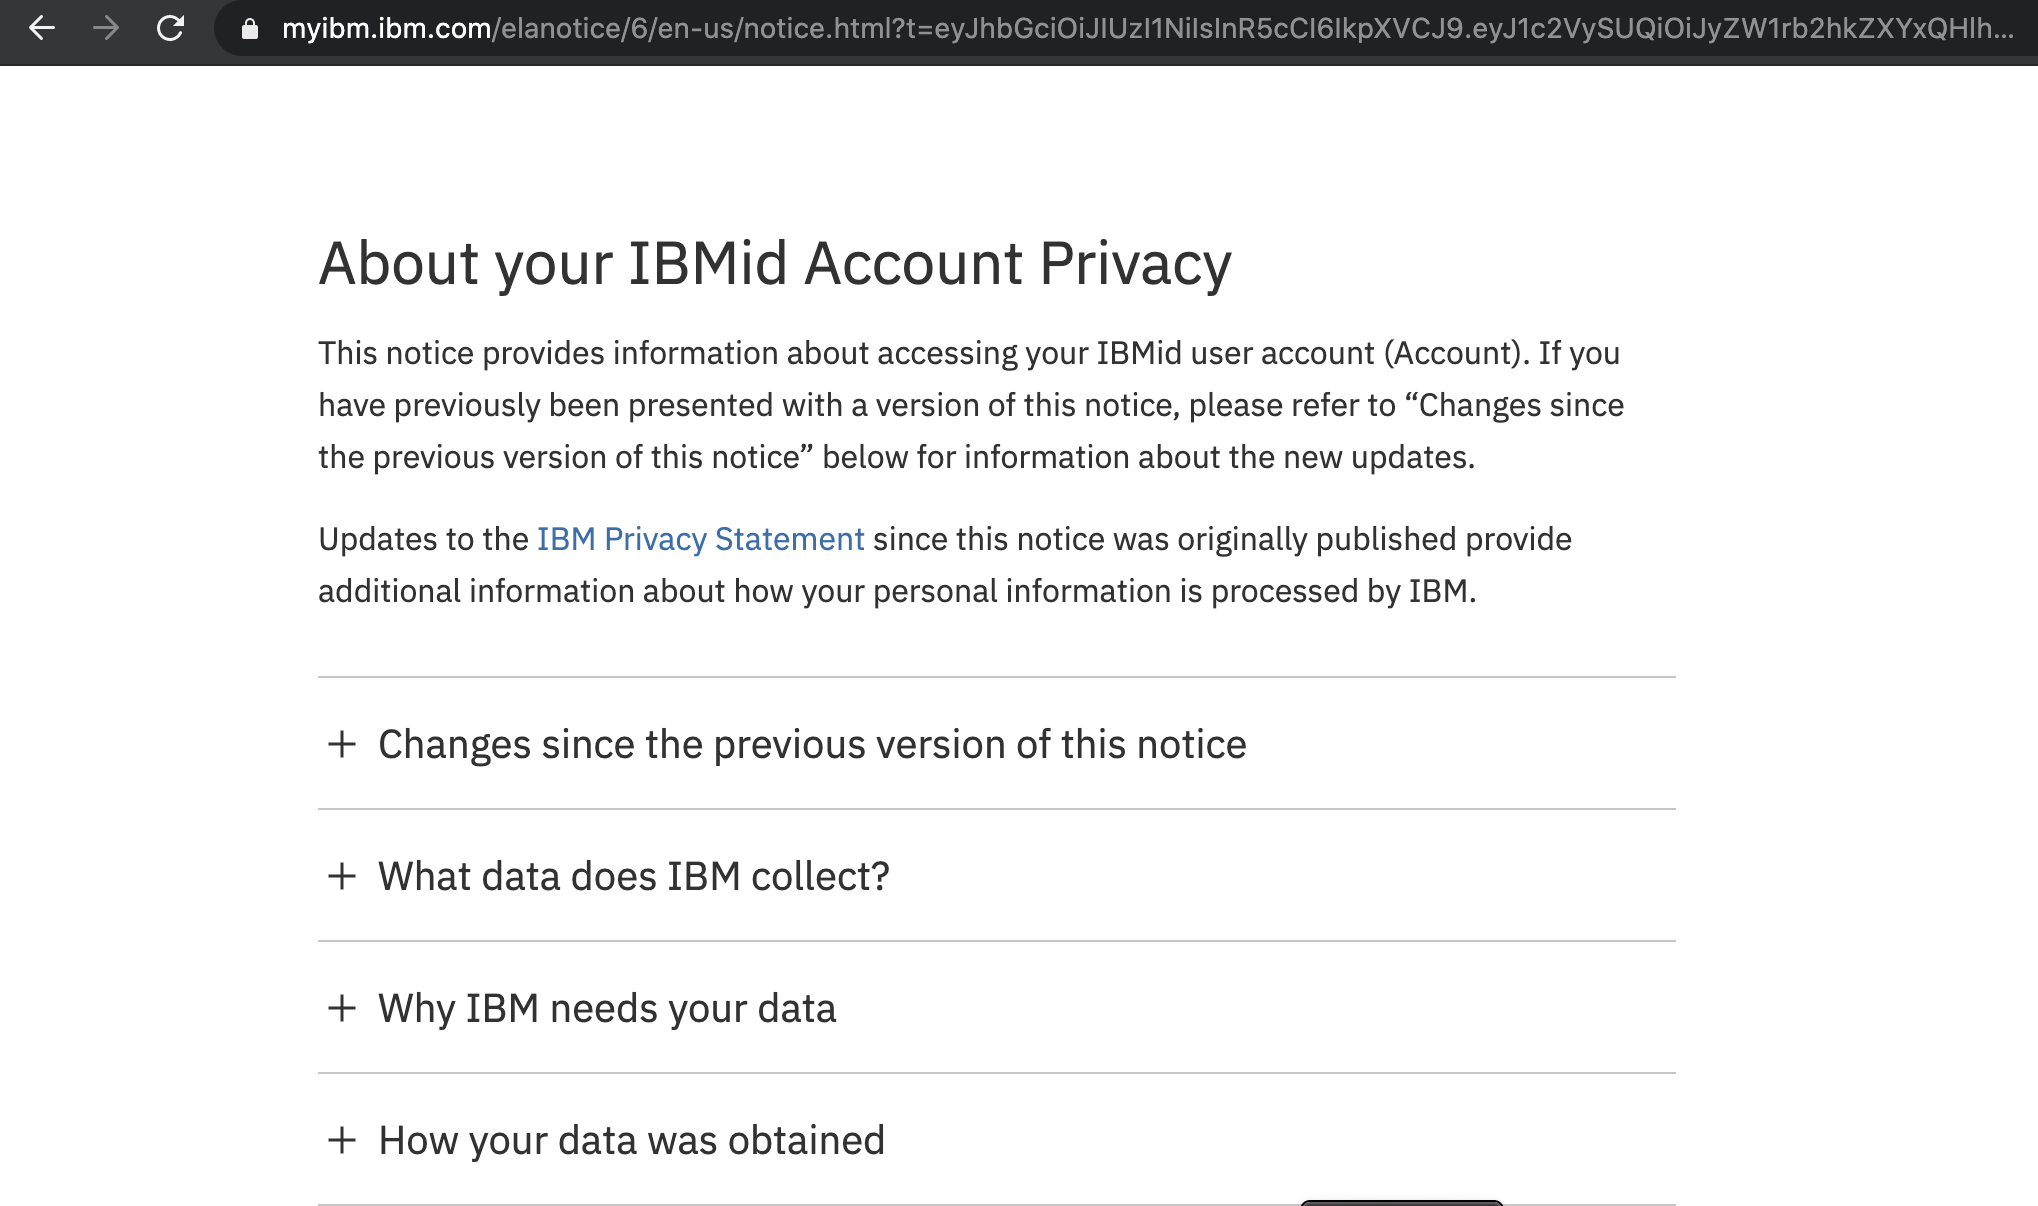 myibm.ibm.com/elanotice/6/en-us/notice.html?t=eyJhbGciOiJIUzI1NiIsInR5cCI6IkpXVCJ9.eyJ1c2VySUQiOiJyZW1rb2hkZXYxQHlh...
About your IBMid Account Privacy
This notice provides information about accessing your IBMid user account (Account). If you
have previously been presented with a version of this notice, please refer to “Changes since
the previous version of this notice” below for information about the new updates.
Updates to the IBM Privacy Statement since this notice was originally published provide
additional information about how your personal information is processed by IBM.
+ Changes since the previous version of this notice
+ What data does IBM collect?
+ Why IBM needs your data
+ How your data was obtained